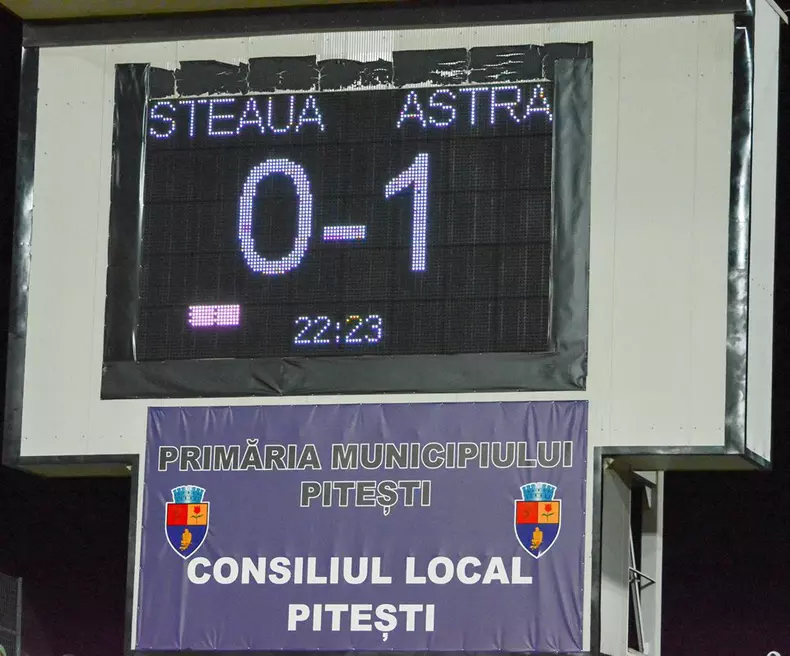 STEAUA ASTRA
0-1
22:23
PRIMĂRIA MUNICIPIULUI
PITEȘTI
CONSILIUL LOCAL
PITEȘTI